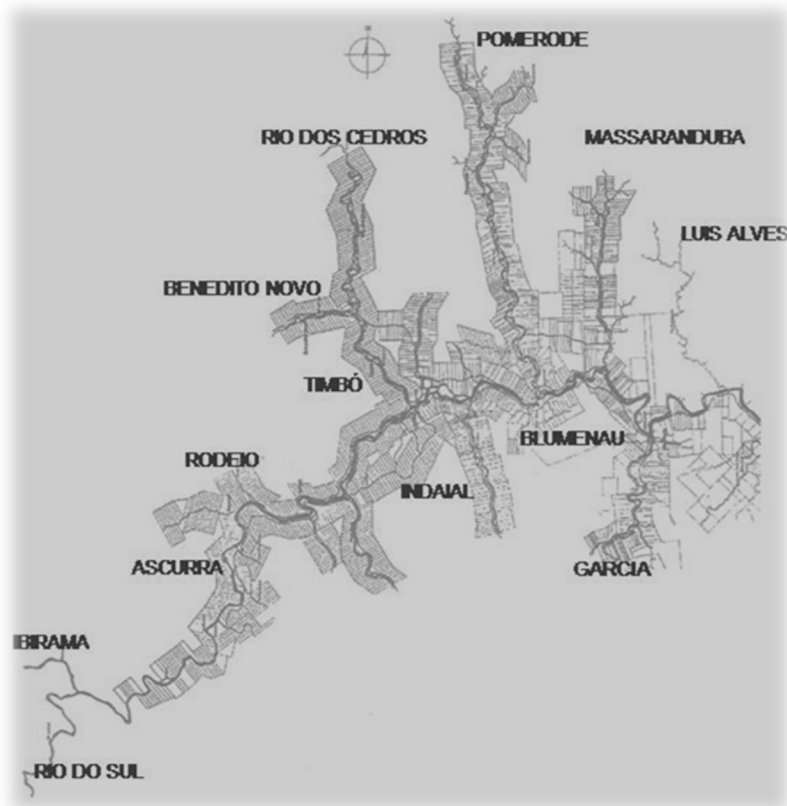 POMERODE
RIO DOS CEDROS
MASSARANDUBA
LUIS ALVES
BENEDITO NOVO
TIMBÓ
BLUMENAU
RODEIO
INDAIAL
ASCURRA
GARCIA
IBIRAMA
RIO DO SUL